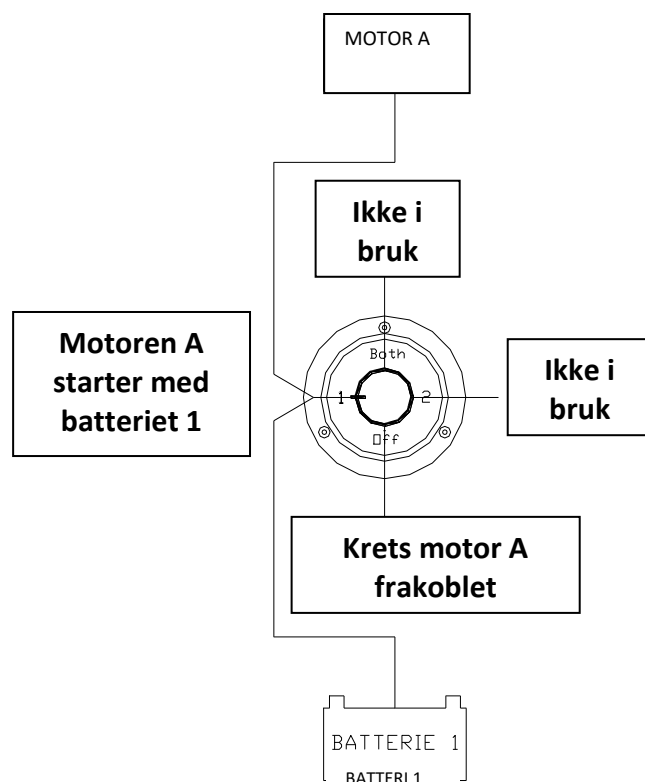 MOTOR A
Ikke i
bruk
Motoren A
starter med
batteriet 1
Both
1
2
Off
Ikke i
bruk
Krets motor A
frakoblet
BATTERIE 1
BATTERI 1